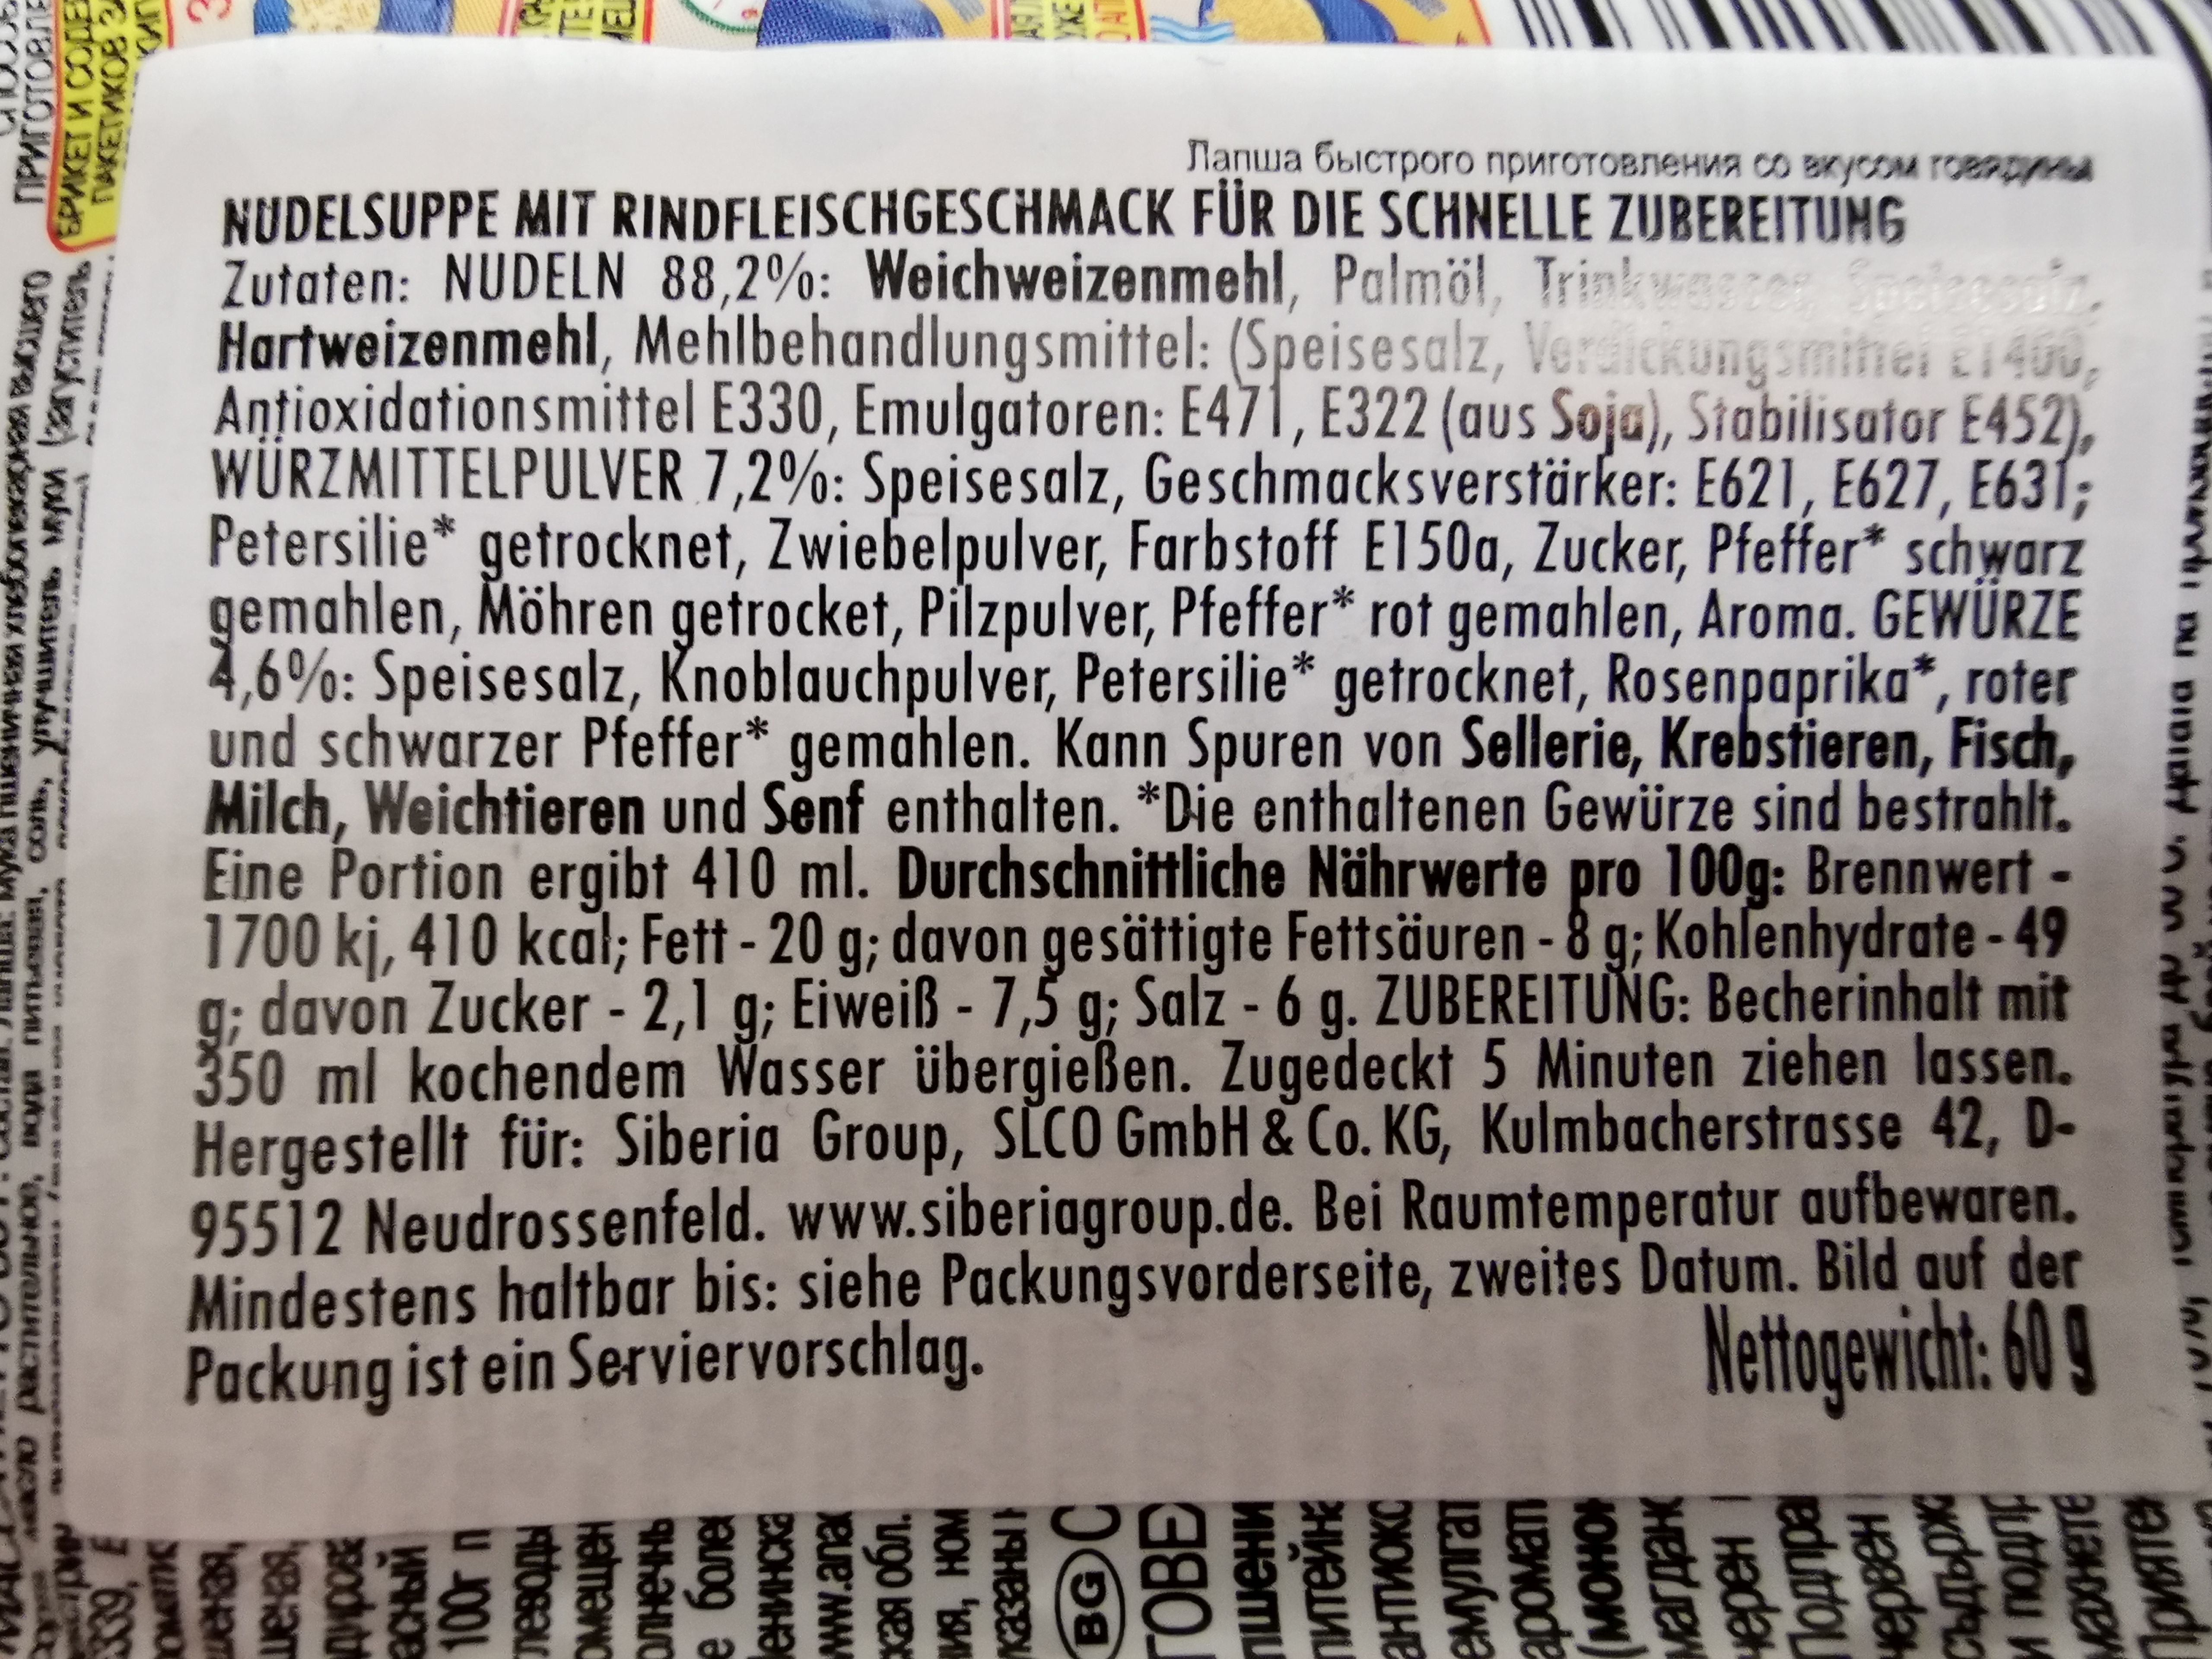 Лапша быстрого приготовления со вкусом говядины
NUDELSUPPE MIT RINDFLEISCHGESCHMACK FÜR DIE SCHNELLE ZUBEREITUNG
Zutaten: NUDELN 88,2%: Weichweizenmehl, Palmöl, Trinkwasser, Speisesalz,
Hartweizenmehl, Mehlbehandlungsmittel: (Speisesalz, Verdickungsmittel E1400,
Antioxidationsmittel E330, Emulgatoren: E471, E322 (aus Soja), Stabilisator E452),
WÜRZMITTELPULVER 7,2%: Speisesalz, Geschmacksverstärker: E621, E627, E631;
Petersilie* getrocknet, Zwiebelpulver, Farbstoff E150a, Zucker, Pfeffer* schwarz
gemahlen, Möhren getrocket, Pilzpulver, Pfeffer* rot gemahlen, Aroma. GEWÜRZE
4,6%: Speisesalz, Knoblauchpulver, Petersilie* getrocknet, Rosenpaprika*, roter
und schwarzer Pfeffer* gemahlen. Kann Spuren von Sellerie, Krebstieren, Fisch,
Milch, Weichtieren und Senf enthalten. *Die enthaltenen Gewürze sind bestrahlt.
Eine Portion ergibt 410 ml. Durchschnittliche Nährwerte pro 100g: Brennwert -
1700 kj, 410 kcal; Fett - 20 g; davon gesättigte Fettsäuren - 8 g; Kohlenhydrate - 49
g; davon Zucker - 2,1 g; Eiweiß - 7,5 g; Salz - 6 g. ZUBEREITUNG: Becherinhalt mit
350 ml kochendem Wasser übergießen. Zugedeckt 5 Minuten ziehen lassen.
Hergestellt für: Siberia Group, SLCO GmbH & Co. KG, Kulmbacherstrasse 42, D-
95512 Neudrossenfeld. www.siberiagroup.de. Bei Raumtemperatur aufbewaren.
Mindestens haltbar bis: siehe Packungsvorderseite, zweites Datum. Bild auf der
Packung ist ein Serviervorschlag.
Nettogewicht: 60 g
BG